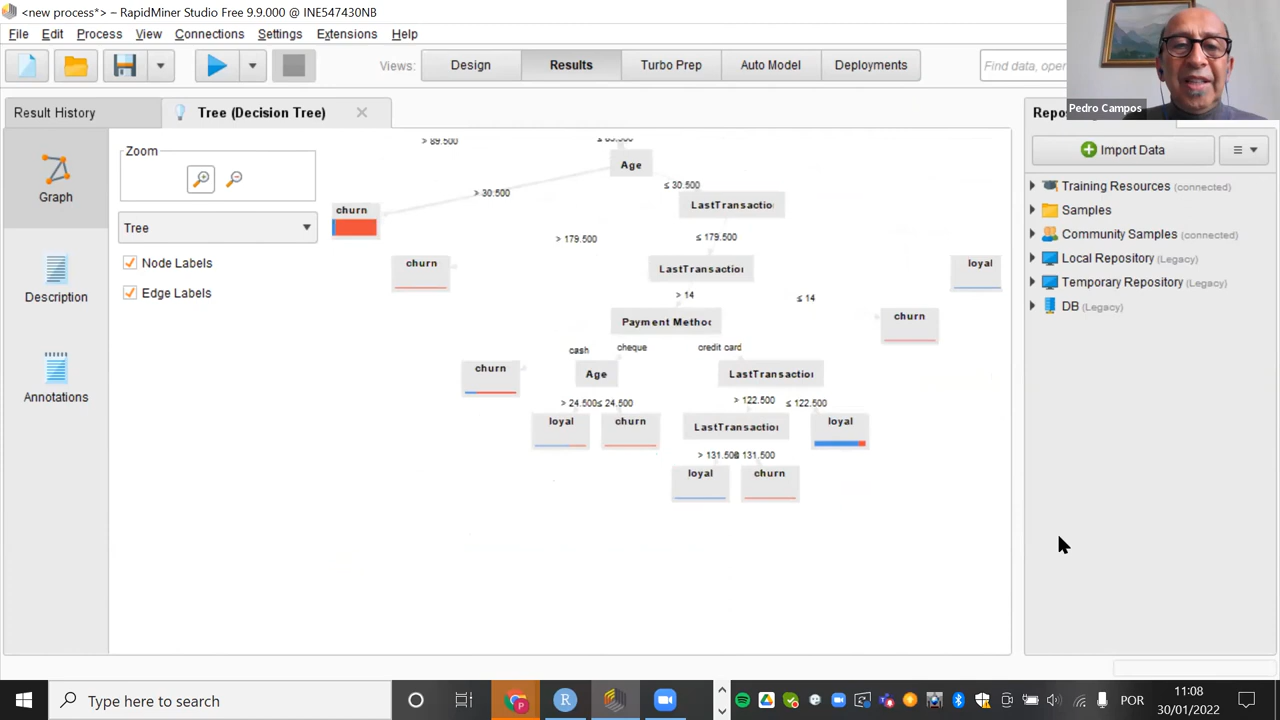 <new process*> – RapidMiner Studio Free 9.9.000 @ INE547430NB
File Edit Process View Connections Settings Extensions Help
Views: Design Results Turbo Prep Auto Model Deployments
Find data, oper
Pedro Campos
Result History
Tree (Decision Tree)
Import Data
Graph
Description
Annotations
Zoom
Tree
Node Labels
Edge Labels
> 89.500
Age
> 30.500
≤ 30.500
churn
LastTransactio
> 179.500
≤ 179.500
churn
LastTransaction
loyal
> 14
≤ 14
Payment Method
churn
cash
cheque
credit card
churn
Age
LastTransaction
> 24.500
≤ 24.500
> 122.500
≤ 122.500
loyal
churn
LastTransaction
loyal
> 131.500
131.500
loyal
churn
Training Resources (connected)
Samples
Community Samples (connected)
Local Repository (Legacy)
Temporary Repository (Legacy)
DB (Legacy)
Type here to search
POR
11:08
30/01/2022